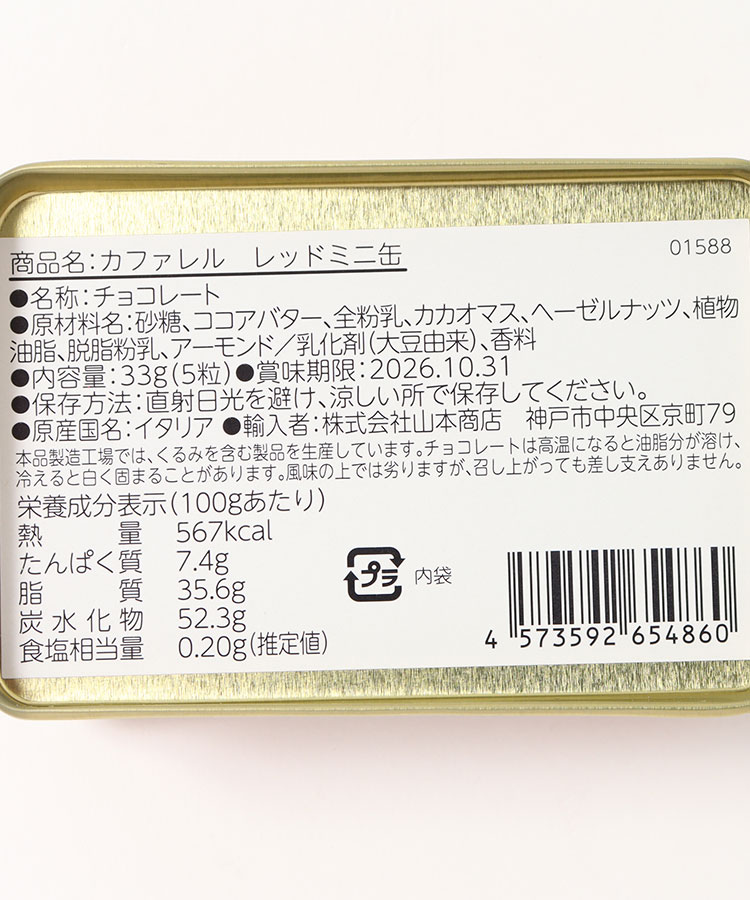 商品名:カファレル　レッドミニ缶
01588
●名称:チョコレート
●原材料名:砂糖、ココアバター、全粉乳、カカオマス、ヘーゼルナッツ、植物
油脂、脱脂粉乳、アーモンド／乳化剤(大豆由来)、香料
●内容量:33g(5粒)●賞味期限:2026.10.31
●保存方法:直射日光を避け、涼しい所で保存してください。
●原産国名:イタリア ●輸入者:株式会社山本商店　神戸市中央区京町79
本品製造工場では、くるみを含む製品を生産しています。チョコレートは高温になると油脂分が溶け、
冷えると白く固まることがあります。風味の上では劣りますが、召し上がっても差し支えありません。
栄養成分表示(100gあたり)
熱量 567kcal
たんぱく質 7.4g
脂質 35.6g
炭水化物 52.3g
食塩相当量 0.20g(推定値)
プラ 内袋
4 573592 654860